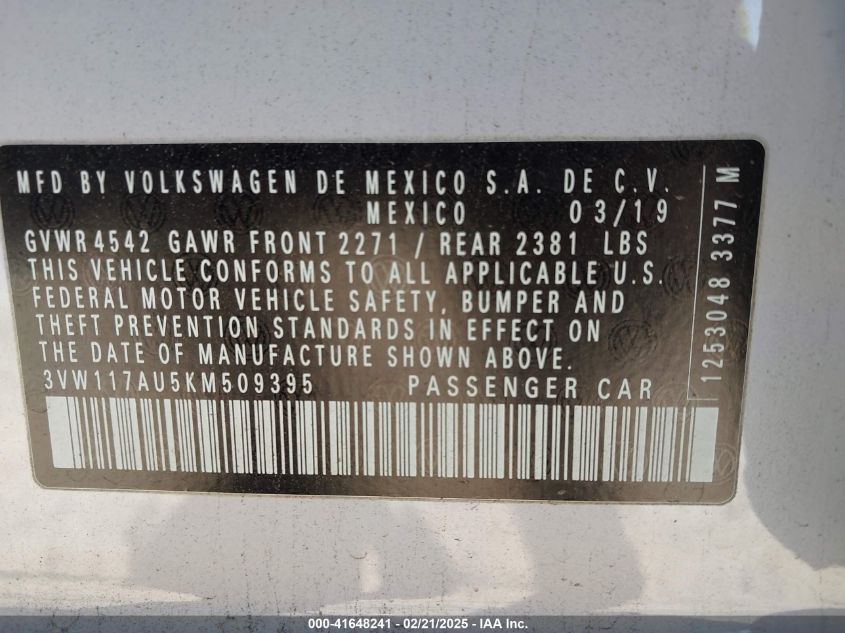 MFD BY VOLKSWAGEN DE MEXICO S.A. DE C.V.
MEXICO 03/19
GVWR 4542 GAWR FRONT 2271 / REAR 2381 LBS
THIS VEHICLE CONFORMS TO ALL APPLICABLE U.S.
FEDERAL MOTOR VEHICLE SAFETY, BUMPER AND
THEFT PREVENTION STANDARDS IN EFFECT ON
THE DATE OF MANUFACTURE SHOWN ABOVE.
3VW117AU5KM509395 PASSENGER CAR
1253048 3377 M
000-41648241 - 02/21/2025 - IAA Inc.